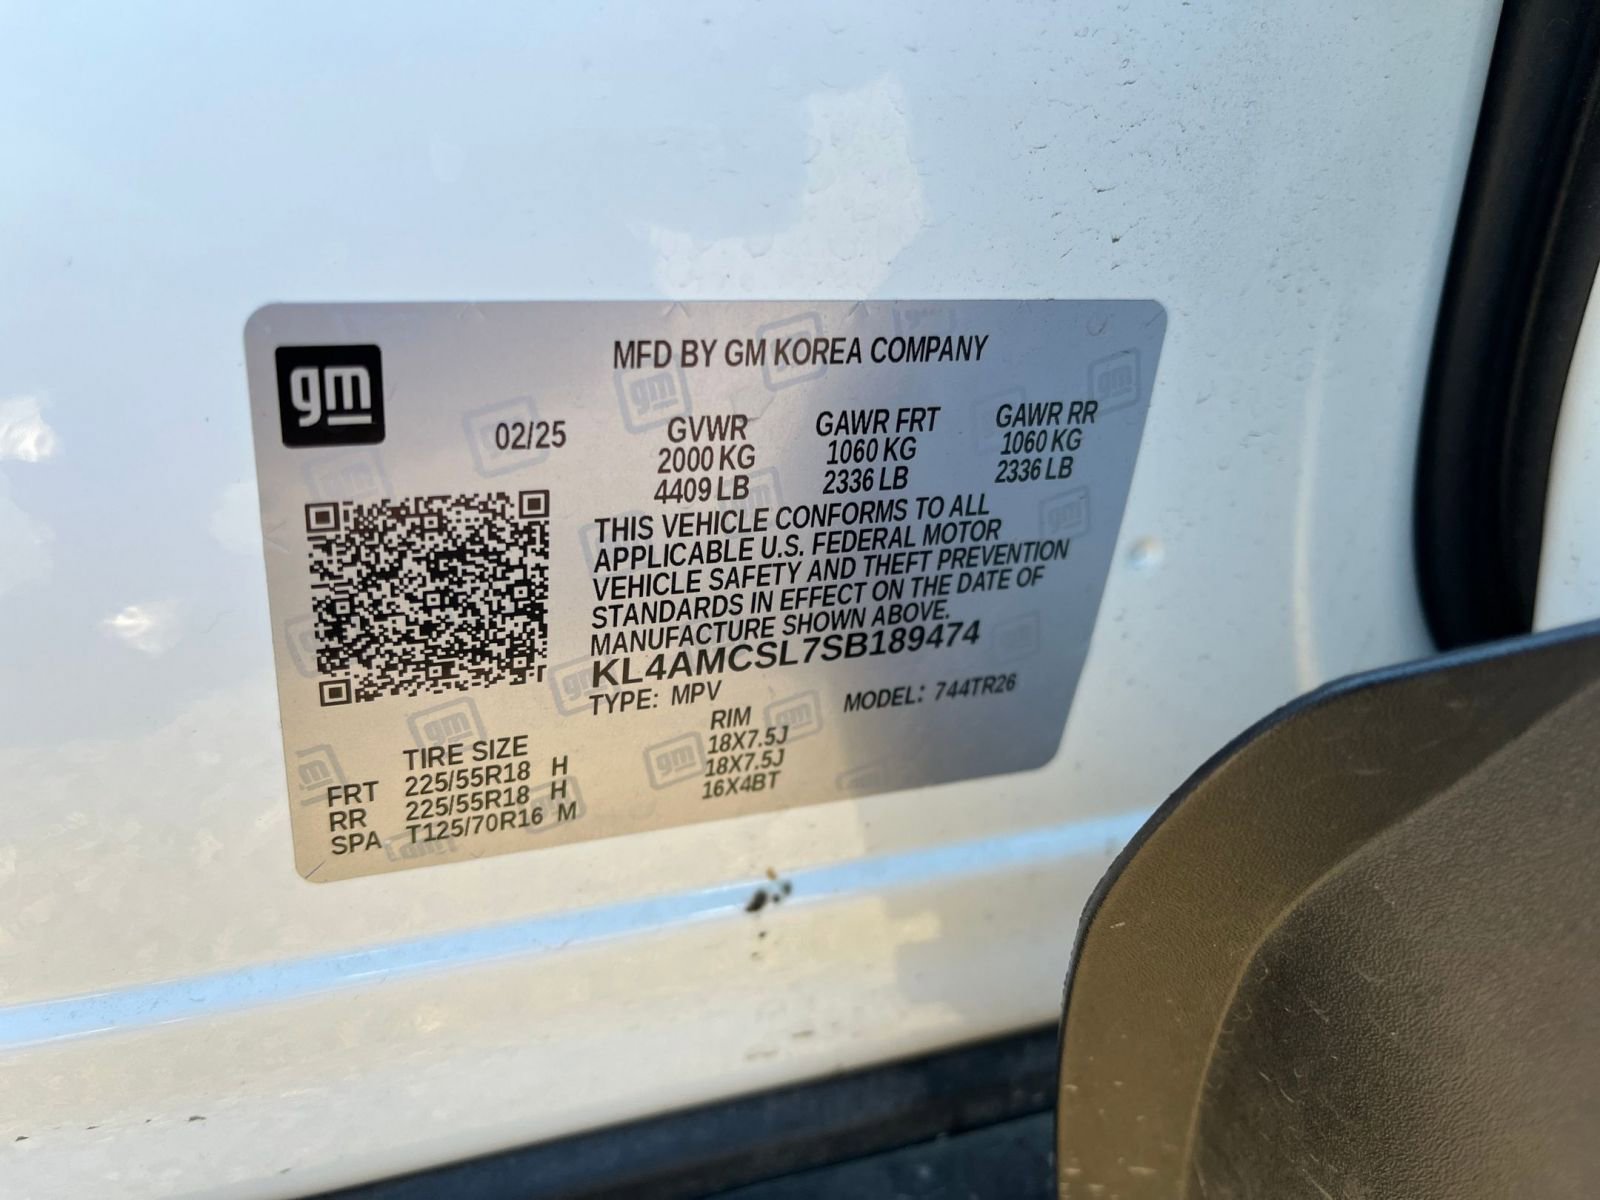 gm
MFD BY GM KOREA COMPANY
02/25
GVWR GAWR FRT GAWR RR
2000 KG 1060 KG 1060 KG
4409 LB 2336 LB 2336 LB
THIS VEHICLE CONFORMS TO ALL
APPLICABLE U.S. FEDERAL MOTOR
VEHICLE SAFETY AND THEFT PREVENTION
STANDARDS IN EFFECT ON THE DATE OF
MANUFACTURE SHOWN ABOVE.
KL4AMCSL7SB189474
TYPE: MPV MODEL: 744TR26
TIRE SIZE RIM
FRT 225/55R18 H 18X7.5J
RR 225/55R18 H 18X7.5J
SPA T125/70R16 M 16X4BT